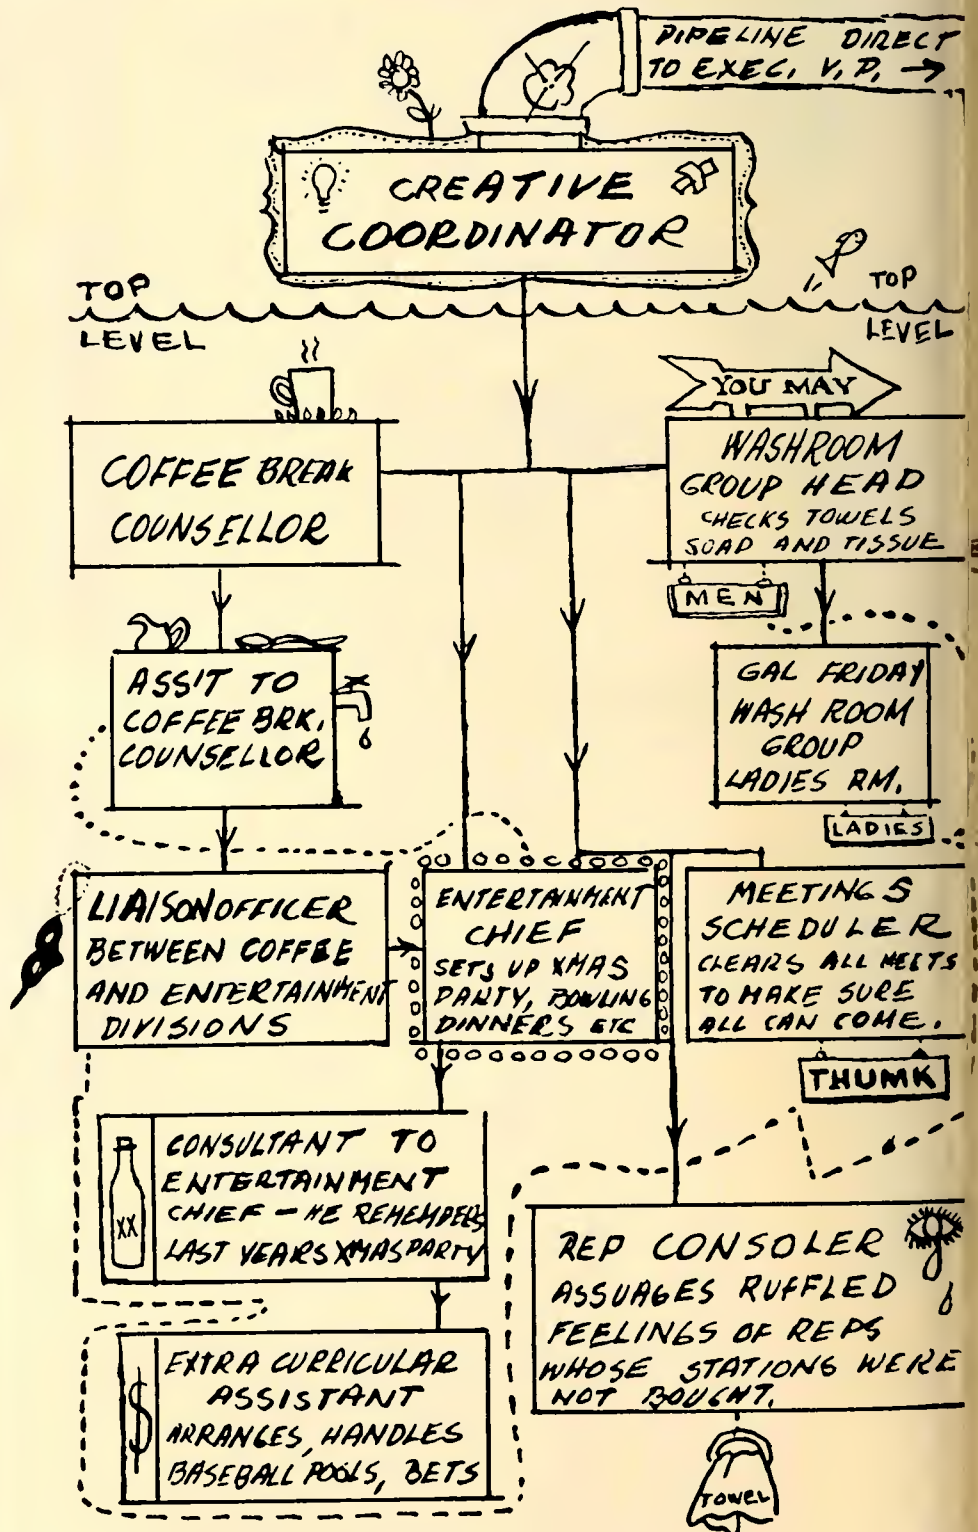 PIPELINE DIRECT
TO EXEC. V.P. →
CREATIVE
COORDINATOR
TOP
LEVEL
TOP
LEVEL
COFFEE BREAK
COUNSELLOR
YOU MAY
WASHROOM
GROUP HEAD
CHECKS TOWELS
SOAP AND TISSUE
MEN
ASS'T TO
COFFEE BRK.
COUNSELLOR
GAL FRIDAY
WASH ROOM
GROUP
LADIES RM.
LADIES
LIAISON OFFICER
BETWEEN COFFEE
AND ENTERTAINMENT
DIVISIONS
ENTERTAINMENT
CHIEF
SETS UP XMAS
PARTY, BOWLING
DINNERS ETC
MEETINGS
SCHEDULER
CLEARS ALL MEETS
TO MAKE SURE
ALL CAN COME.
THUMK
XX
CONSULTANT TO
ENTERTAINMENT
CHIEF — HE REMEMBERS
LAST YEARS XMAS PARTY
REP CONSOLER
ASSUAGES RUFFLED
FEELINGS OF REPS
WHOSE STATIONS WERE
NOT BOUGHT.
$
EXTRA CURRICULAR
ASSISTANT
ARRANGES, HANDLES
BASEBALL POOLS, BETS
TOWEL